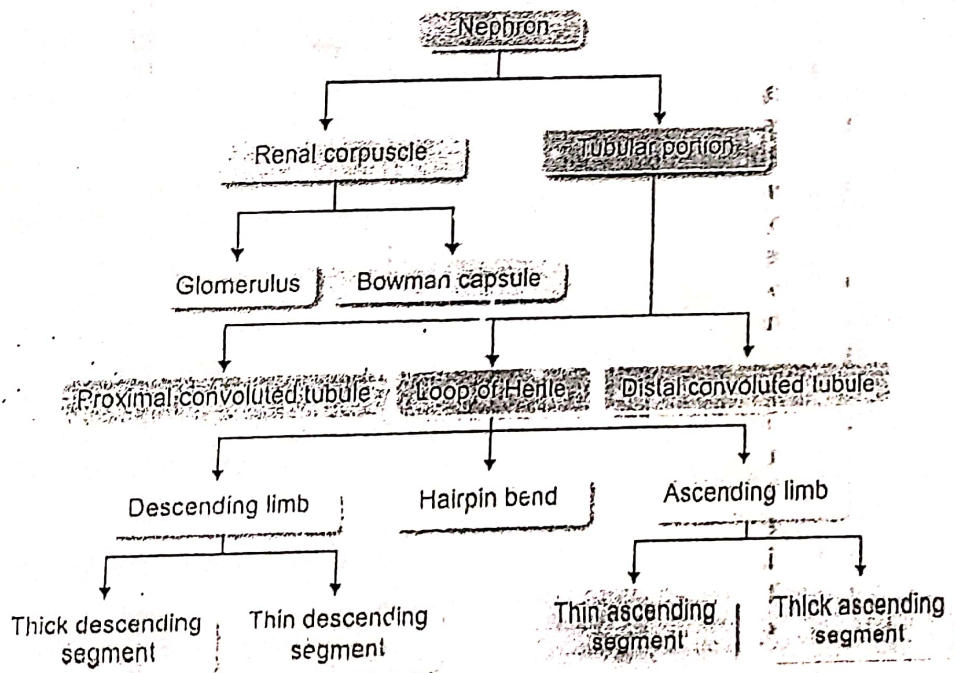 Nephron
Renal corpuscle
Tubular portion
Glomerulus
Bowman capsule
Proximal convoluted tubule
Loop of Henle
Distal convoluted tubule
Descending limb
Hairpin bend
Ascending limb
Thick descending
segment
Thin descending
segment
Thin ascending
segment
Thick ascending
segment